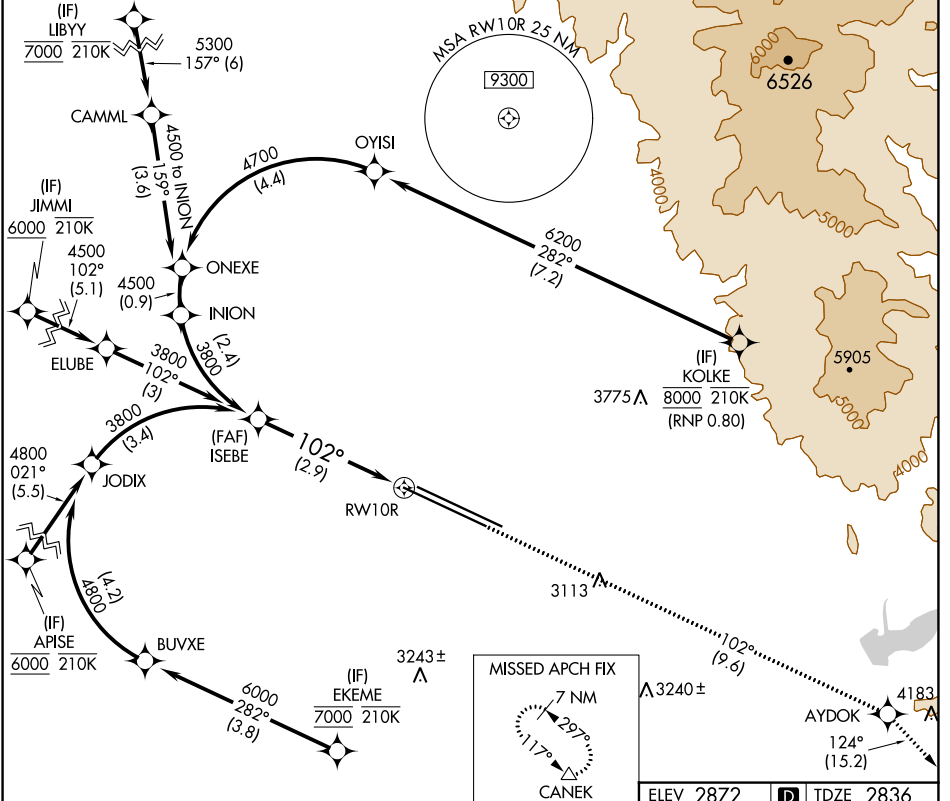 (IF)
LIBYY
7000 210K
5300
157° (6)
CAMML
4500 to INION
159°
(3.6)
MSA RW10R 25 NM
9300
4000
6526
OYISI
4700
(4.4)
4000
5000
6200
282°
(7.2)
(IF)
JIMMI
6000 210K
4500
102°
(5.1)
ONEXE
4500
(0.9)
INION
(2.4)
3800
ELUBE
3800
102°
(3)
(IF)
KOLKE
8000 210K
(RNP 0.80)
3775
5905
5000
4000
3800
(3.4)
(FAF)
ISEBE
102°
(2.9)
4800
021°
(5.5)
JODIX
RW10R
(4.2)
4800
3113
(IF)
APISE
6000 210K
BUVXE
102°
(9.6)
6000
282°
(3.8)
(IF)
EKEME
7000 210K
3243±
MISSED APCH FIX
7 NM
297°
117°
CANEK
3240±
AYDOK
4183
124°
(15.2)
ELEV 2872 D TDZE 2836